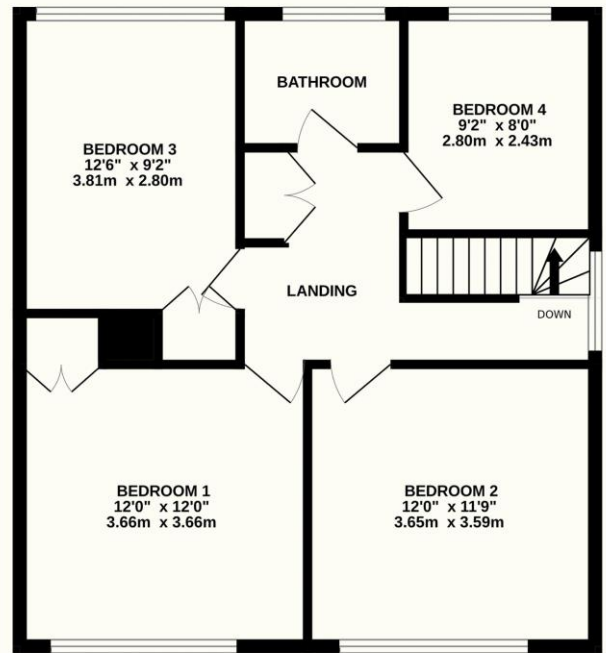 BATHROOM
BEDROOM 4
9'2" x 8'0"
2.80m x 2.43m
BEDROOM 3
12'6" x 9'2"
3.81m x 2.80m
LANDING
DOWN
BEDROOM 1
12'0" x 12'0"
3.66m x 3.66m
BEDROOM 2
12'0" x 11'9"
3.65m x 3.59m